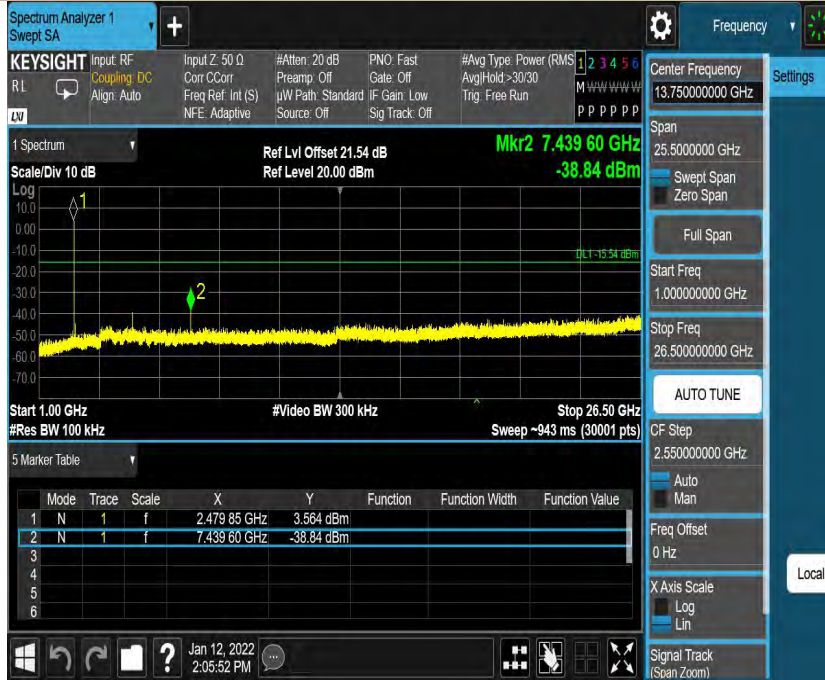 Spectrum Analyzer 1
Swept SA
+
Frequency
KEYSIGHT
RL
LXI
Input: RF
Coupling: DC
Align: Auto
Input Z: 50 Ω
Corr CCorr
Freq Ref: Int (S)
NFE: Adaptive
#Atten: 20 dB
Preamp: Off
µW Path: Standard
Source: Off
PNO: Fast
Gate: Off
IF Gain: Low
Sig Track: Off
#Avg Type: Power (RMS
Avg|Hold:>30/30
Trig: Free Run
1 2 3 4 5 6
M W W W W W
P P P P P P
1 Spectrum
Scale/Div 10 dB
Ref Lvl Offset 21.54 dB
Ref Level 20.00 dBm
Mkr2 7.439 60 GHz
-38.84 dBm
Log
10.0
0.00
-10.0
-20.0
-30.0
-40.0
-50.0
-60.0
-70.0
1
2
DL1 -15.54 dBm
Start 1.00 GHz
#Res BW 100 kHz
#Video BW 300 kHz
Stop 26.50 GHz
Sweep ~943 ms (30001 pts)
5 Marker Table
Mode Trace Scale X Y Function Function Width Function Value
1 N 1 f 2.479 85 GHz 3.564 dBm
2 N 1 f 7.439 60 GHz -38.84 dBm
3
4
5
6
?
Jan 12, 2022
2:05:52 PM
Center Frequency
13.750000000 GHz
Span
25.5000000 GHz
Swept Span
Zero Span
Full Span
Start Freq
1.000000000 GHz
Stop Freq
26.500000000 GHz
AUTO TUNE
CF Step
2.550000000 GHz
Auto
Man
Freq Offset
0 Hz
X Axis Scale
Log
Lin
Signal Track
(Span Zoom)
Settings
Local